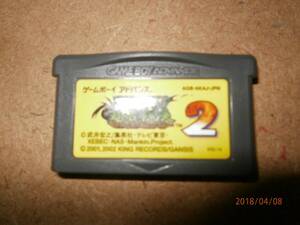 GAME BOY ADVANCE
ゲームボーイ アドバンス
AGB-AKAJ-JPN
2
©武井宏之/集英社・テレビ東京・
XEBEC・NAS・Mankin Project.
© 2001, 2002 KING RECORDS/GANSIS
2018/04/08